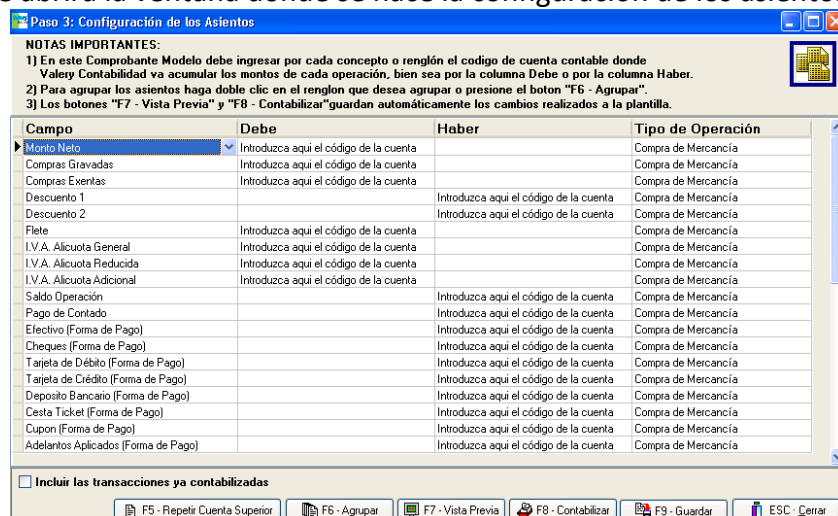 se abrirá la ventana donde se hace la configuración de los asientos
Paso 3: Configuración de los Asientos
NOTAS IMPORTANTES:
1) En este Comprobante Modelo debe ingresar por cada concepto o renglón el codigo de cuenta contable donde
Valery Contabilidad va acumular los montos de cada operación, bien sea por la columna Debe o por la columna Haber.
2) Para agrupar los asientos haga doble clic en el renglon que desea agrupar o presione el boton "F6 - Agrupar".
3) Los botones "F7 - Vista Previa" y "F8 - Contabilizar"guardan automáticamente los cambios realizados a la plantilla.
Campo Debe Haber Tipo de Operación
Monto Neto Introduzca aqui el código de la cuenta Compra de Mercancía
Compras Gravadas Introduzca aqui el código de la cuenta Compra de Mercancía
Compras Exentas Introduzca aqui el código de la cuenta Compra de Mercancía
Descuento 1 Introduzca aqui el código de la cuenta Compra de Mercancía
Descuento 2 Introduzca aqui el código de la cuenta Compra de Mercancía
Flete Introduzca aqui el código de la cuenta Compra de Mercancía
I.V.A. Alicuota General Introduzca aqui el código de la cuenta Compra de Mercancía
I.V.A. Alicuota Reducida Introduzca aqui el código de la cuenta Compra de Mercancía
I.V.A. Alicuota Adicional Introduzca aqui el código de la cuenta Compra de Mercancía
Saldo Operación Introduzca aqui el código de la cuenta Compra de Mercancía
Pago de Contado Introduzca aqui el código de la cuenta Compra de Mercancía
Efectivo (Forma de Pago) Introduzca aqui el código de la cuenta Compra de Mercancía
Cheques (Forma de Pago) Introduzca aqui el código de la cuenta Compra de Mercancía
Tarjeta de Débito (Forma de Pago) Introduzca aqui el código de la cuenta Compra de Mercancía
Tarjeta de Crédito (Forma de Pago) Introduzca aqui el código de la cuenta Compra de Mercancía
Deposito Bancario (Forma de Pago) Introduzca aqui el código de la cuenta Compra de Mercancía
Cesta Ticket (Forma de Pago) Introduzca aqui el código de la cuenta Compra de Mercancía
Cupon (Forma de Pago) Introduzca aqui el código de la cuenta Compra de Mercancía
Adelantos Aplicados (Forma de Pago) Introduzca aqui el código de la cuenta Compra de Mercancía
Incluir las transacciones ya contabilizadas
F5 - Repetir Cuenta Superior F6 - Agrupar F7 - Vista Previa F8 - Contabilizar F9 - Guardar ESC - Cerrar